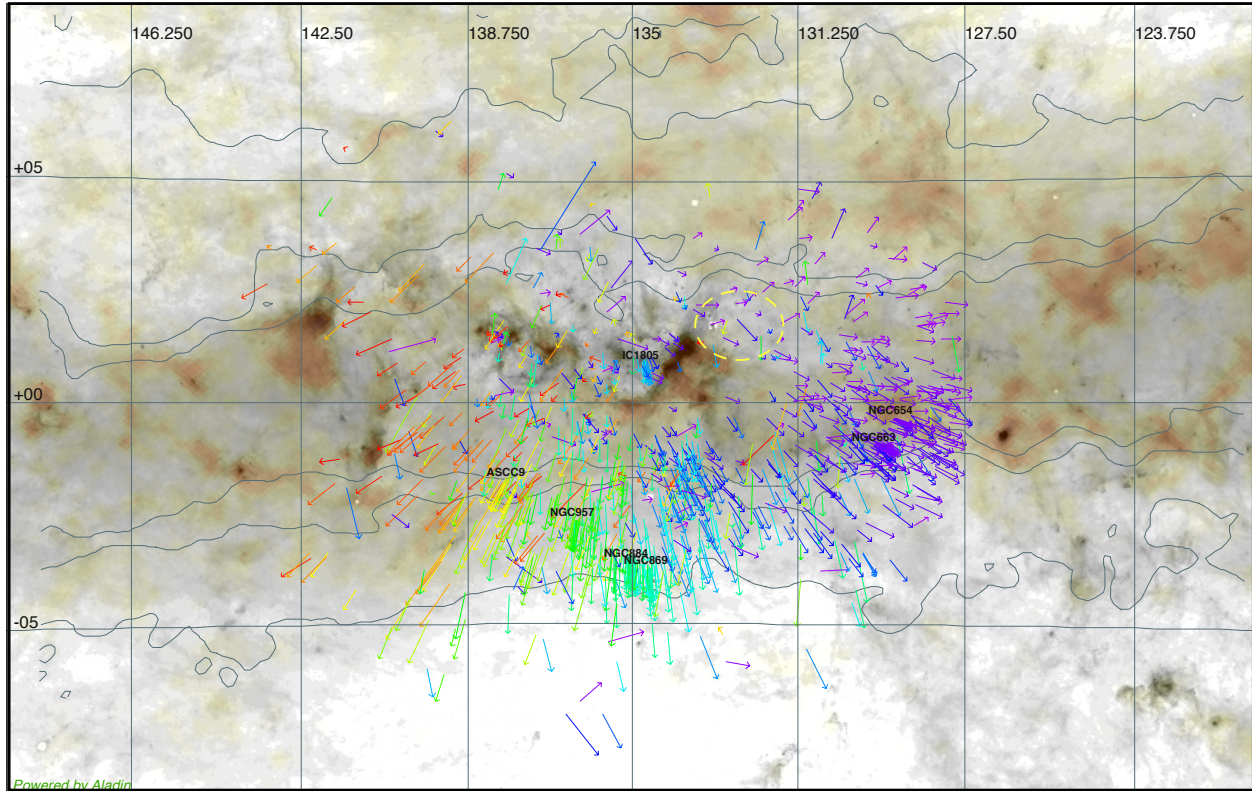 146.250 142.50 138.750 135 131.250 127.50 123.750
+05
IC1805
+00
NGC654
NGC663
ASCC9
NGC957
NGC884
NGC869
-05
Powered by Aladin